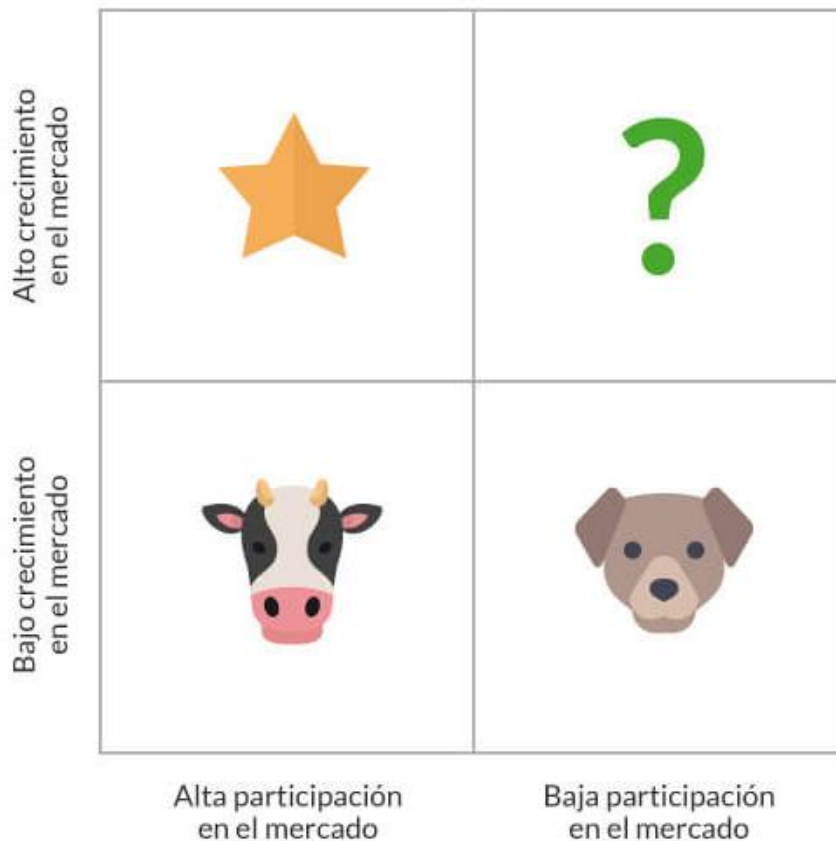 Alto crecimiento
en el mercado
?
Bajo crecimiento
en el mercado
Alta participación
en el mercado
Baja participación
en el mercado